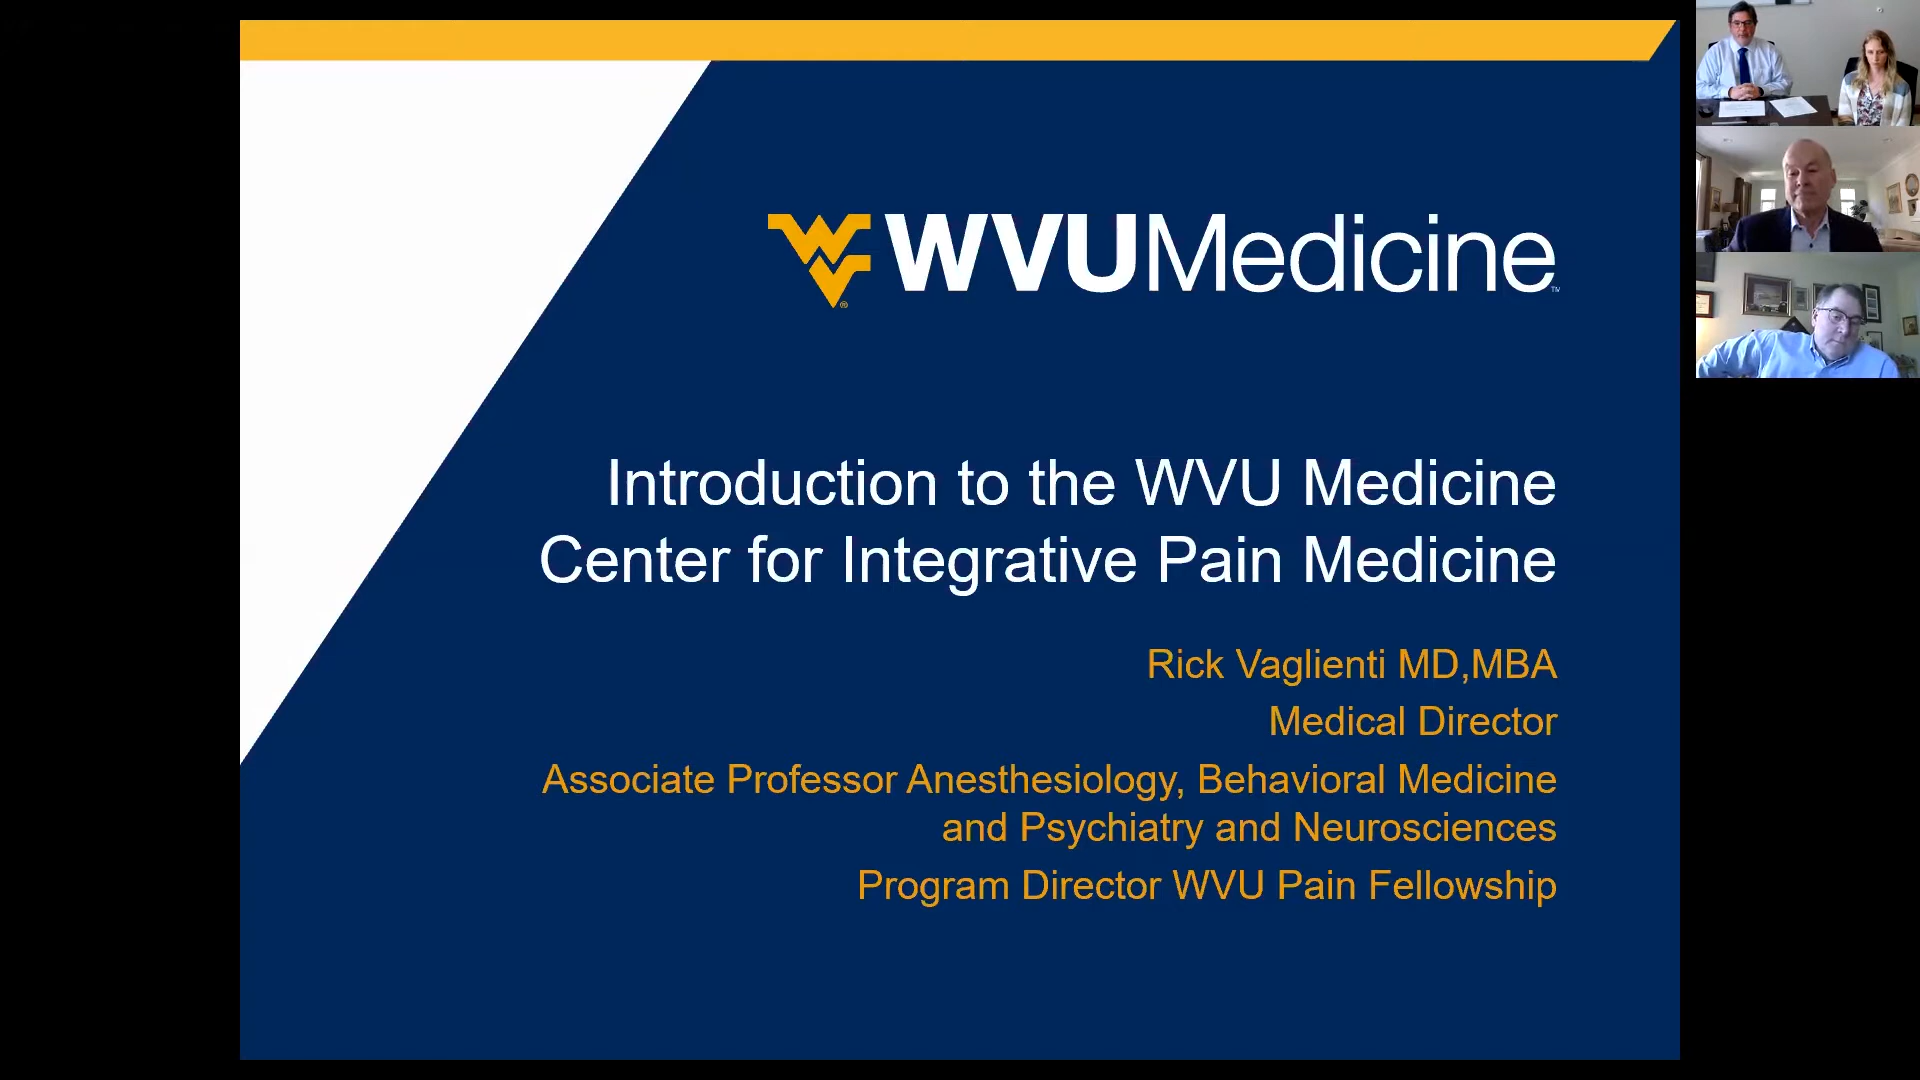 WVUMedicine
Introduction to the WVU Medicine
Center for Integrative Pain Medicine
Rick Vaglienti MD,MBA
Medical Director
Associate Professor Anesthesiology, Behavioral Medicine
and Psychiatry and Neurosciences
Program Director WVU Pain Fellowship